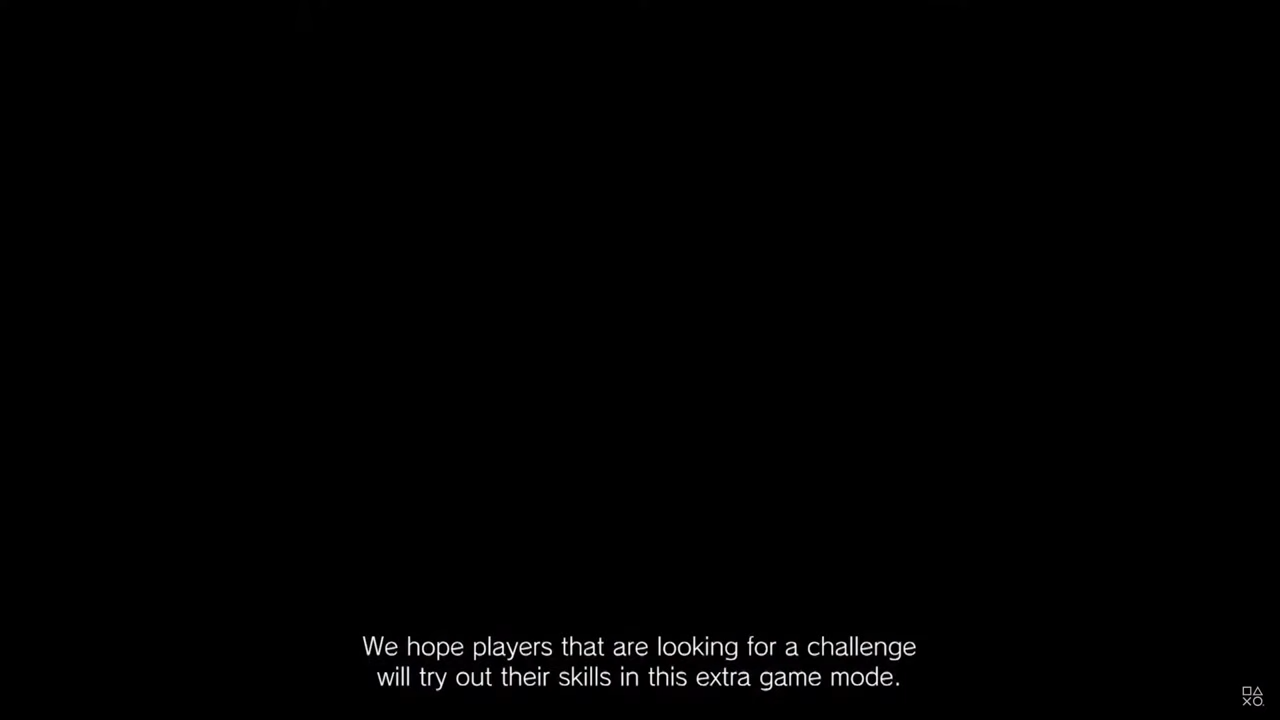 We hope players that are looking for a challenge
will try out their skills in this extra game mode.